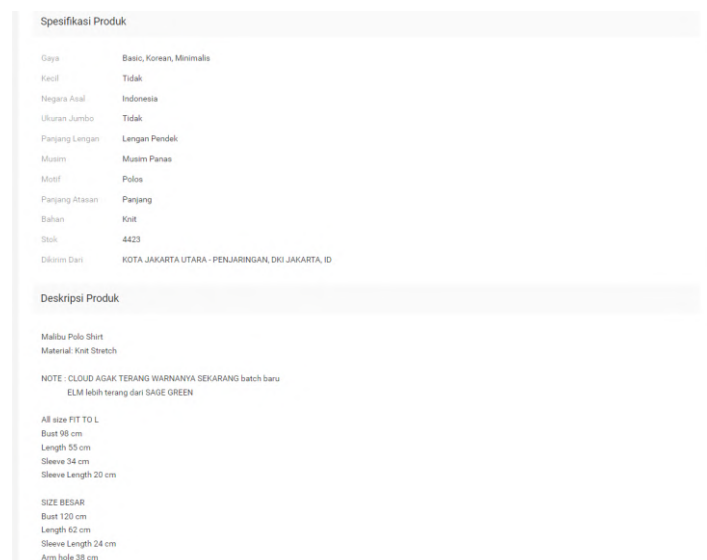 Spesifikasi Produk
Gaya Basic, Korean, Minimalis
Kecil Tidak
Negara Asal Indonesia
Ukuran Jumbo Tidak
Panjang Lengan Lengan Pendek
Musim Musim Panas
Motif Polos
Panjang Atasan Panjang
Bahan Knit
Stok 4423
Dikirim Dari KOTA JAKARTA UTARA - PENJARINGAN, DKI JAKARTA, ID
Deskripsi Produk
Malibu Polo Shirt
Material: Knit Stretch
NOTE : CLOUD AGAK TERANG WARNANYA SEKARANG batch baru
ELM lebih terang dari SAGE GREEN
All size FIT TO L
Bust 98 cm
Length 55 cm
Sleeve 34 cm
Sleeve Length 20 cm
SIZE BESAR
Bust 120 cm
Length 62 cm
Sleeve Length 24 cm
Arm hole 38 cm